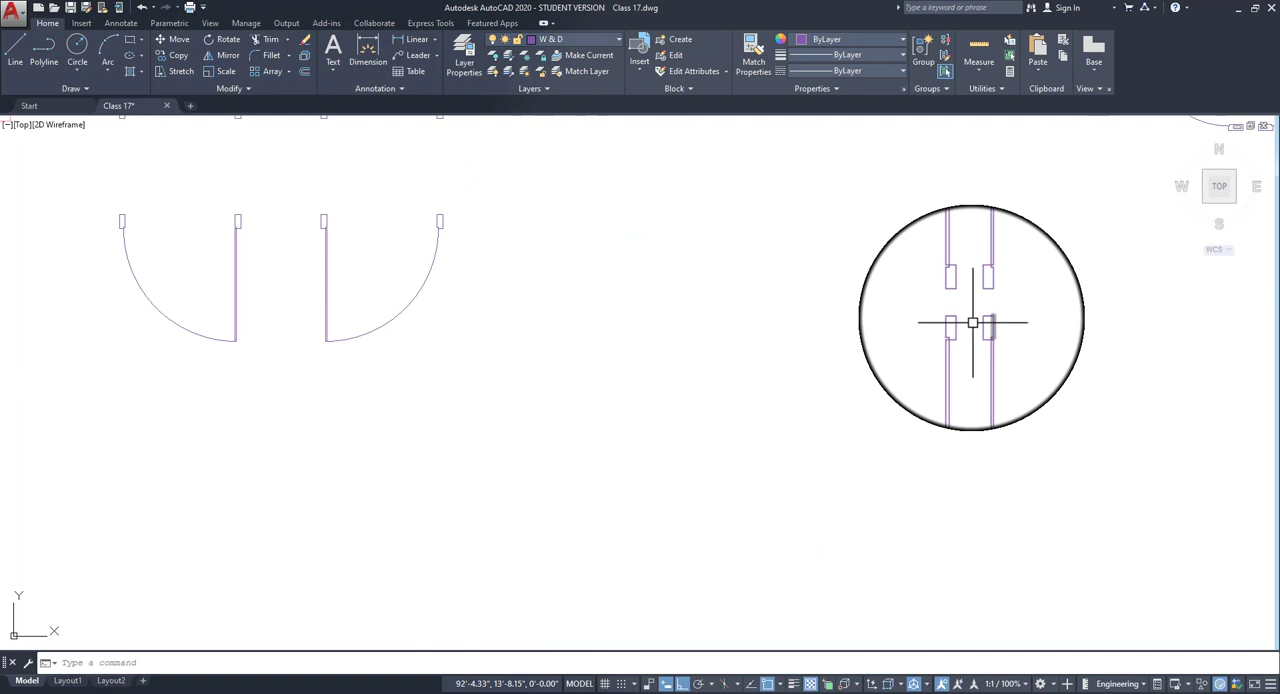 Autodesk AutoCAD 2020 - STUDENT VERSION Class 17.dwg
Type a keyword or phrase
Sign In
Home Insert Annotate Parametric View Manage Output Add-ins Collaborate Express Tools Featured Apps
Line Polyline Circle Arc
Move Rotate Trim
Copy Mirror Fillet
Stretch Scale Array
Text Dimension
Linear
Leader
Table
Layer Properties
W & D
Make Current
Match Layer
Insert
Create
Edit
Edit Attributes
Match Properties
ByLayer
ByLayer
ByLayer
Group
Measure
Paste
Base
Draw Modify Annotation Layers Block Properties Groups Utilities Clipboard View
Start Class 17*
[−][Top][2D Wireframe]
N
W TOP E
S
WCS
Y
X
Type a command
Model Layout1 Layout2
92'-4.33", 13'-8.15", 0'-0.00" MODEL 1:1 / 100% Engineering